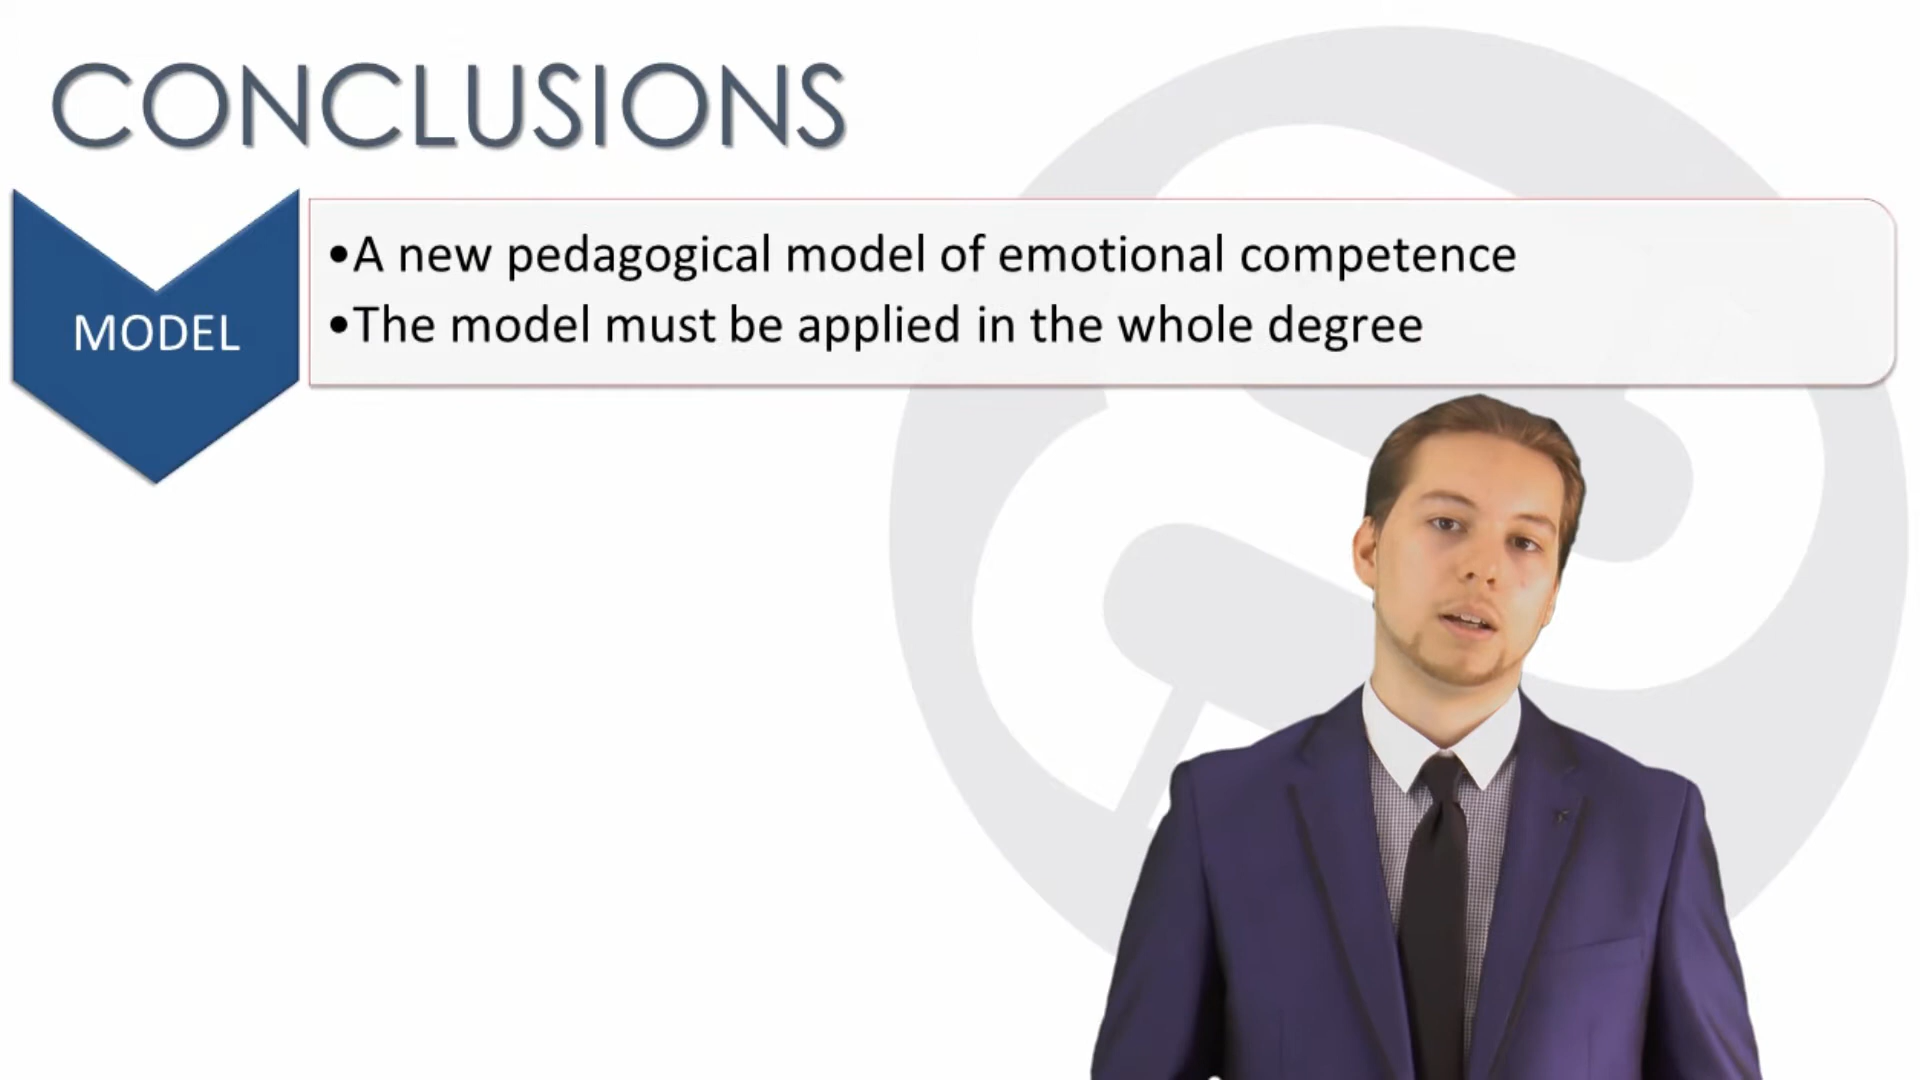 CONCLUSIONS
MODEL
•A new pedagogical model of emotional competence
•The model must be applied in the whole degree